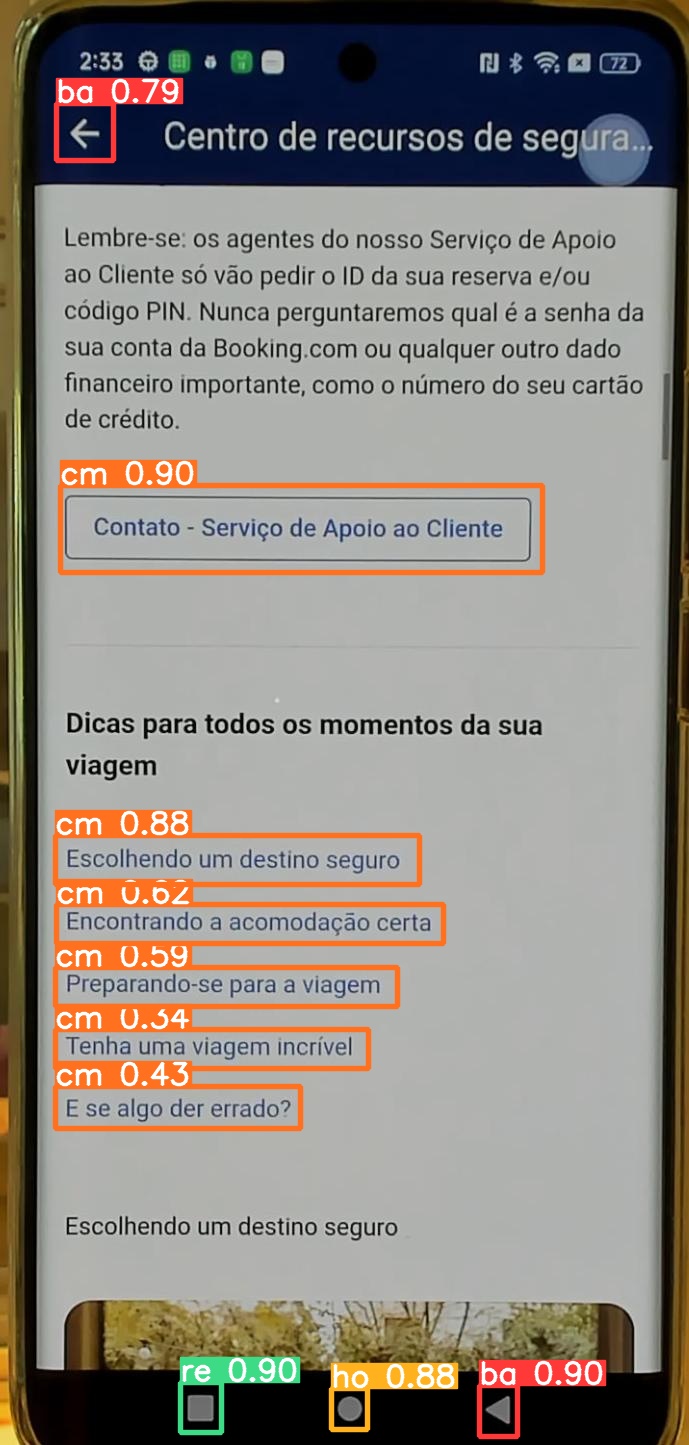 2:33
72
ba 0.79
Centro de recursos de segura...
Lembre-se: os agentes do nosso Serviço de Apoio
ao Cliente só vão pedir o ID da sua reserva e/ou
código PIN. Nunca perguntaremos qual é a senha da
sua conta da Booking.com ou qualquer outro dado
financeiro importante, como o número do seu cartão
de crédito.
cm 0.90
Contato - Serviço de Apoio ao Cliente
Dicas para todos os momentos da sua
viagem
cm 0.88
Escolhendo um destino seguro
cm 0.62
Encontrando a acomodação certa
cm 0.59
Preparando-se para a viagem
cm 0.34
Tenha uma viagem incrível
cm 0.43
E se algo der errado?
Escolhendo um destino seguro
re 0.90
ho 0.88
ba 0.90